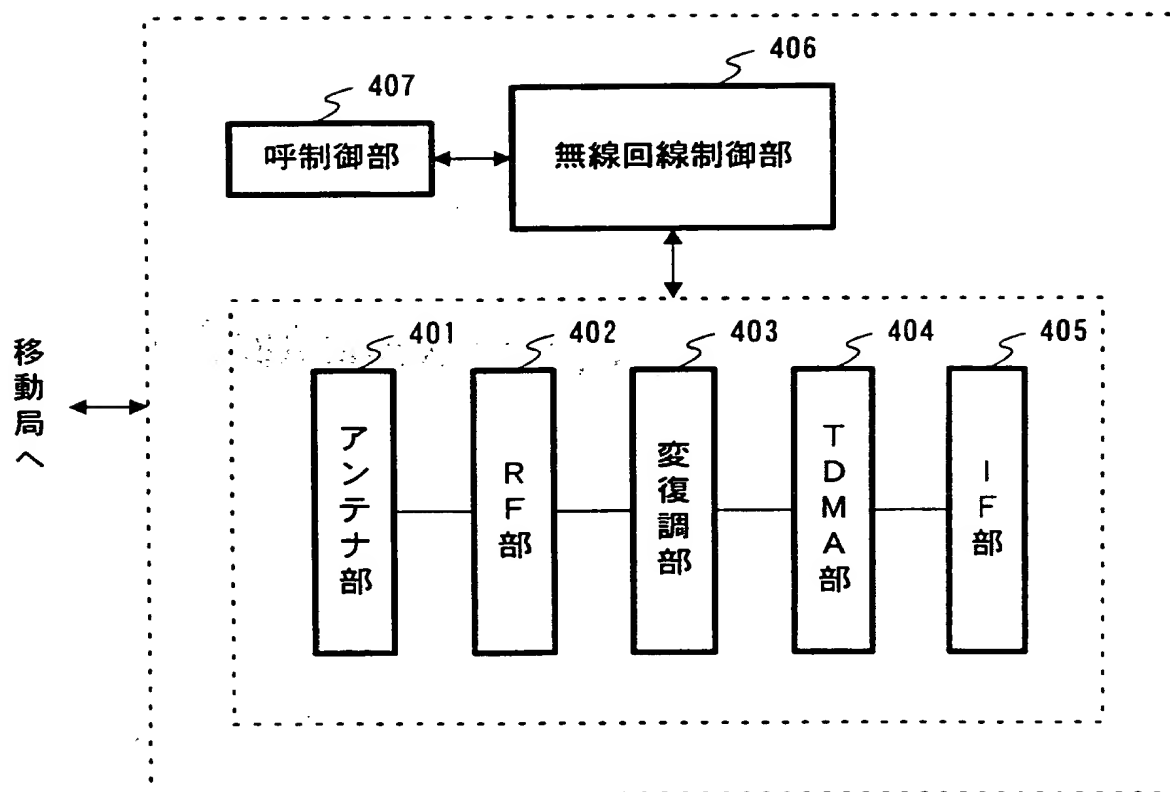 406
407
呼制御部
無線回線制御部
401
402
403
404
405
移動局へ
アンテナ部
RF部
変復調部
TDMA部
IF部